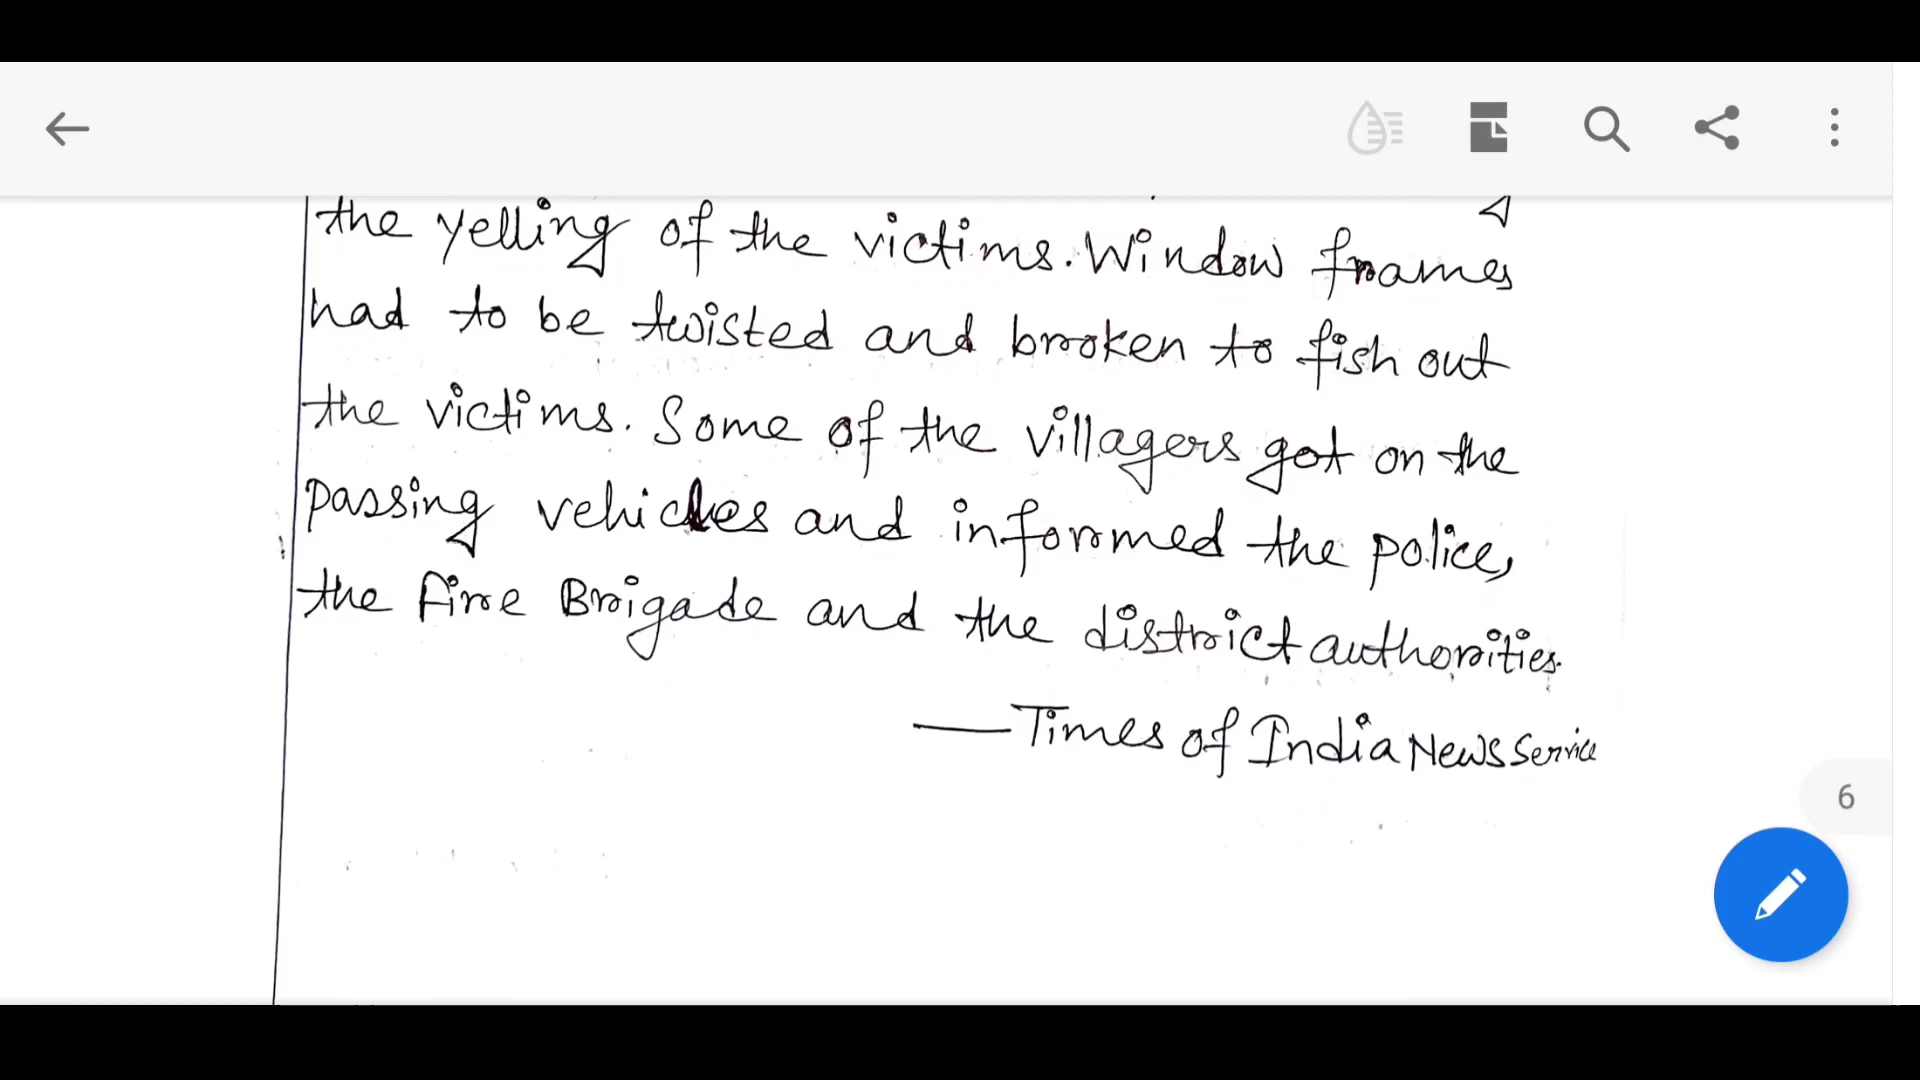 the yelling of the victims. Window frames
had to be twisted and broken to fish out
the victims. Some of the villagers got on the
passing vehicles and informed the police,
the fire Brigade and the district authorities.
— Times of India News Service
6